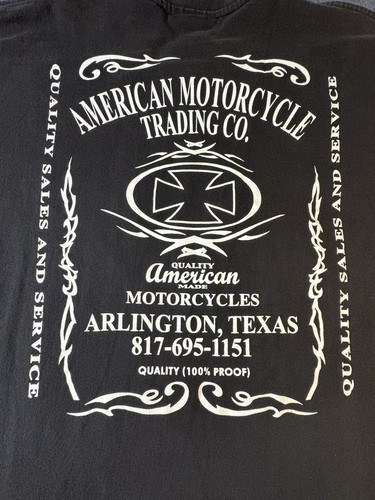 AMERICAN MOTORCYCLE
TRADING CO.
QUALITY SALES AND SERVICE
QUALITY SALES AND SERVICE
QUALITY
American
MADE
MOTORCYCLES
ARLINGTON, TEXAS
817-695-1151
QUALITY (100% PROOF)